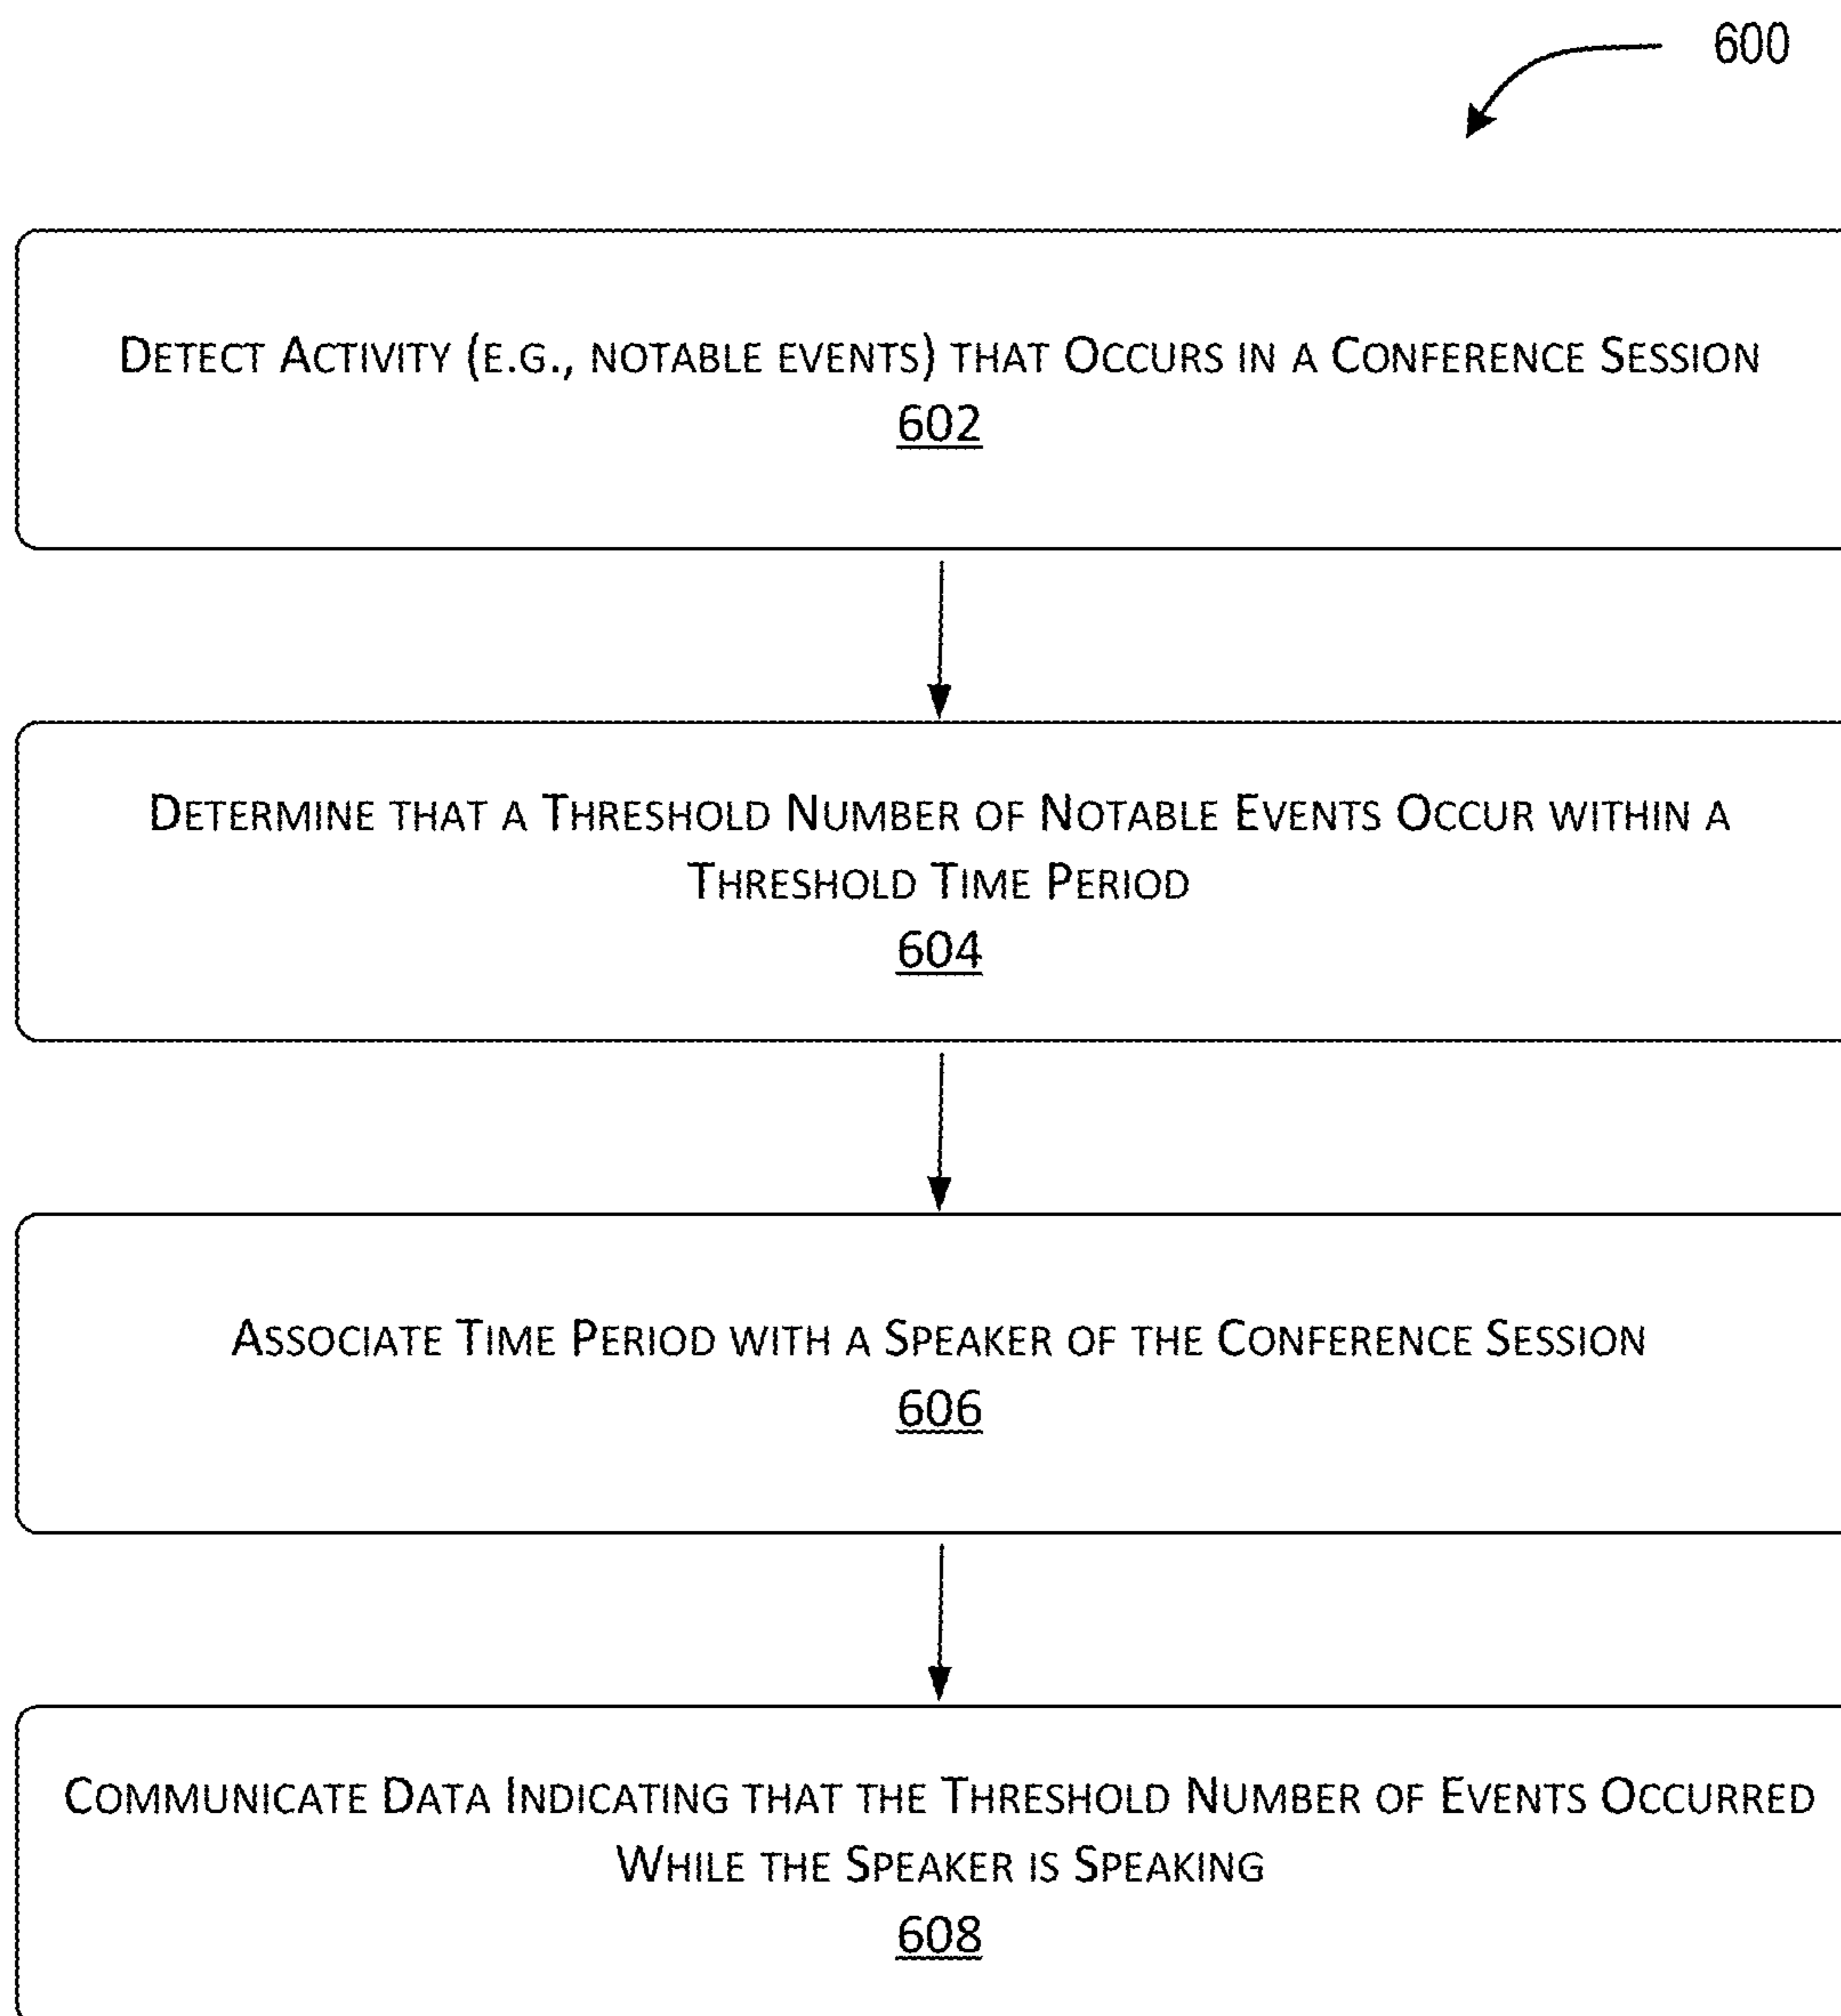 600
DETECT ACTIVITY (E.G., NOTABLE EVENTS) THAT OCCURS IN A CONFERENCE SESSION
602
DETERMINE THAT A THRESHOLD NUMBER OF NOTABLE EVENTS OCCUR WITHIN A
THRESHOLD TIME PERIOD
604
ASSOCIATE TIME PERIOD WITH A SPEAKER OF THE CONFERENCE SESSION
606
COMMUNICATE DATA INDICATING THAT THE THRESHOLD NUMBER OF EVENTS OCCURRED
WHILE THE SPEAKER IS SPEAKING
608